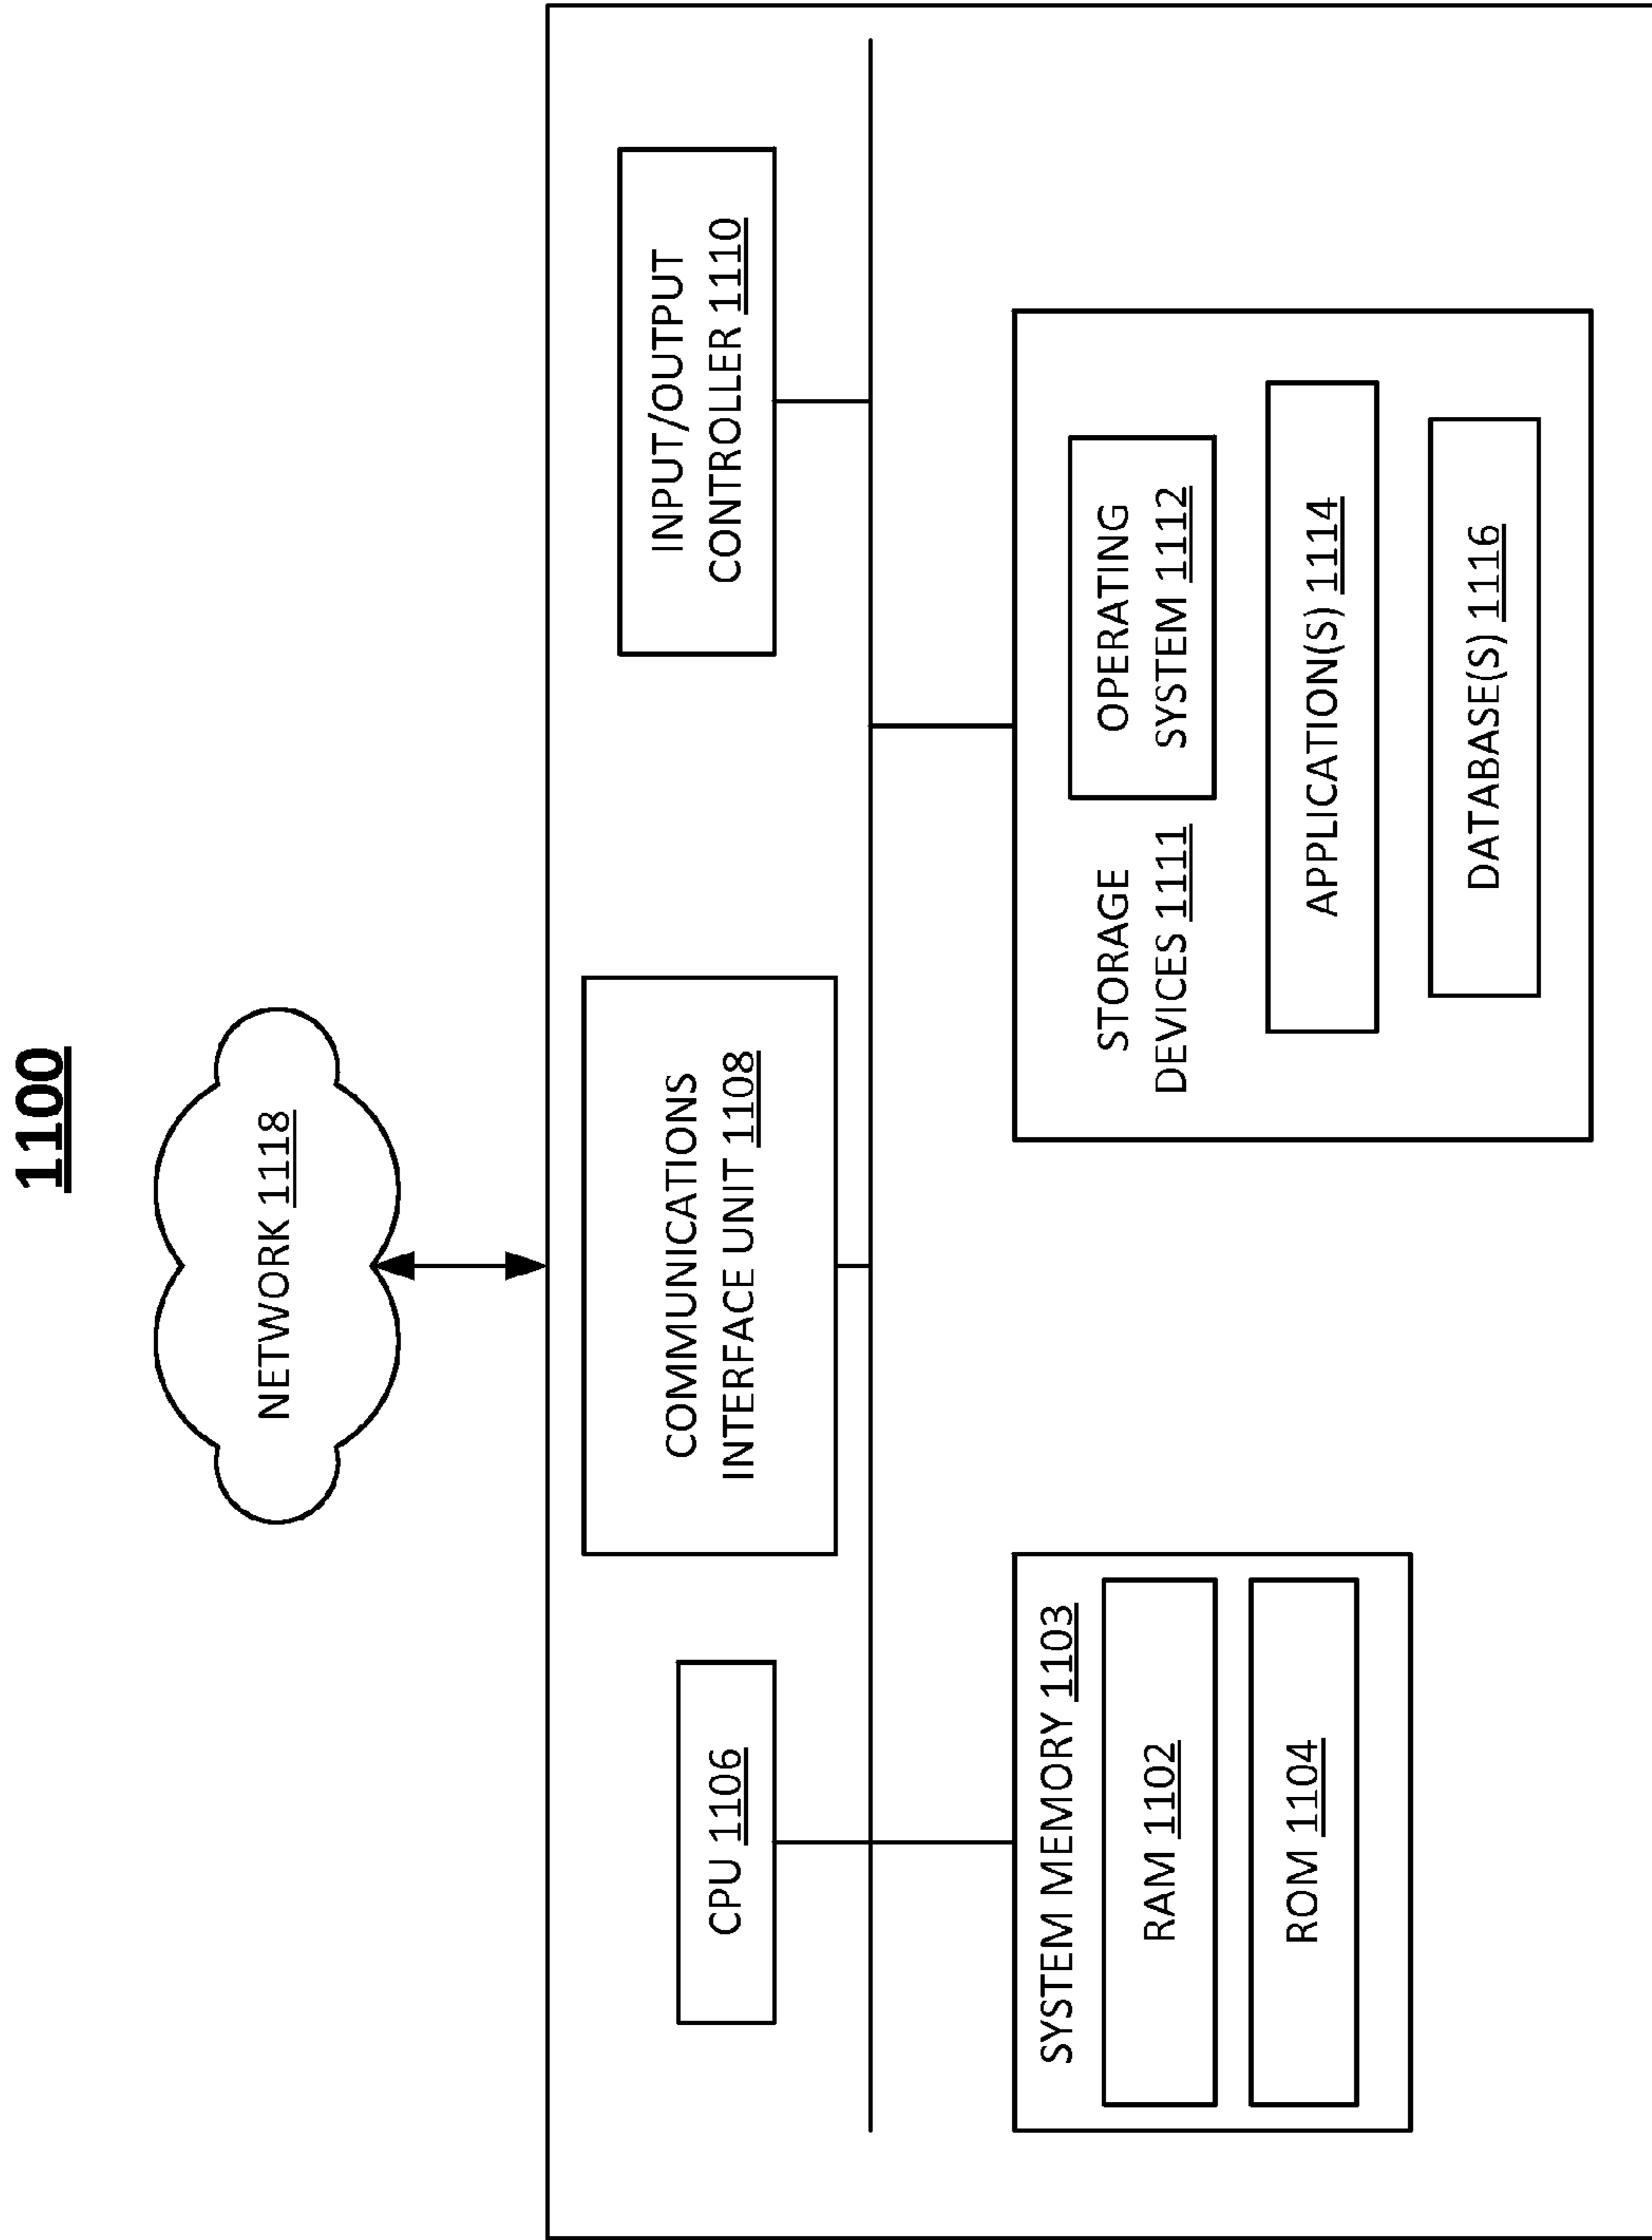 1100
NETWORK 1118
CPU 1106
COMMUNICATIONS
INTERFACE UNIT 1108
INPUT/OUTPUT
CONTROLLER 1110
SYSTEM MEMORY 1103
RAM 1102
ROM 1104
STORAGE
DEVICES 1111
OPERATING
SYSTEM 1112
APPLICATION(S) 1114
DATABASE(S) 1116